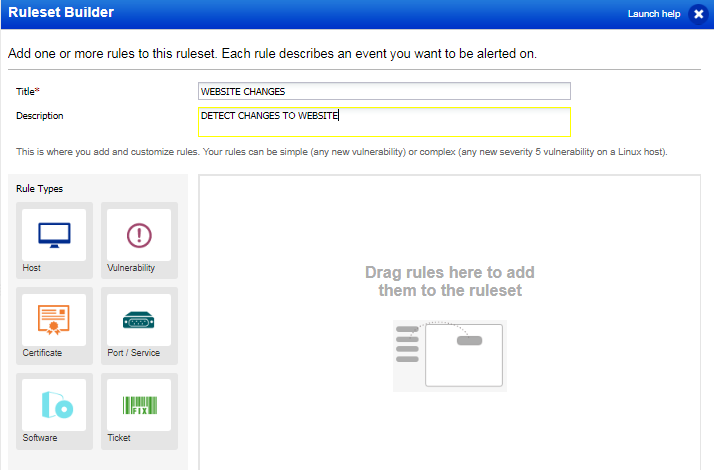 Ruleset Builder
Launch help
Add one or more rules to this ruleset. Each rule describes an event you want to be alerted on.
Title*
WEBSITE CHANGES
Description
DETECT CHANGES TO WEBSITE
This is where you add and customize rules. Your rules can be simple (any new vulnerability) or complex (any new severity 5 vulnerability on a Linux host).
Rule Types
Host
Vulnerability
Certificate
Port / Service
FIX
Software
Ticket
Drag rules here to add
them to the ruleset